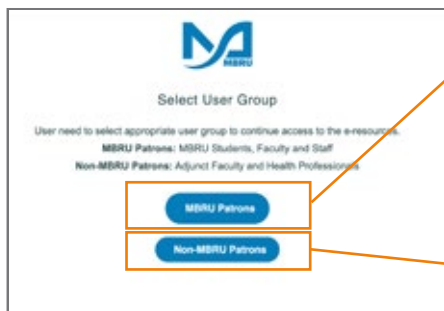 MBRU
Select User Group
User need to select appropriate user group to continue access to the e-resources.
MBRU Patrons: MBRU Students, Faculty and Staff
Non-MBRU Patrons: Adjunct Faculty and Health Professionals
MBRU Patrons
Non-MBRU Patrons